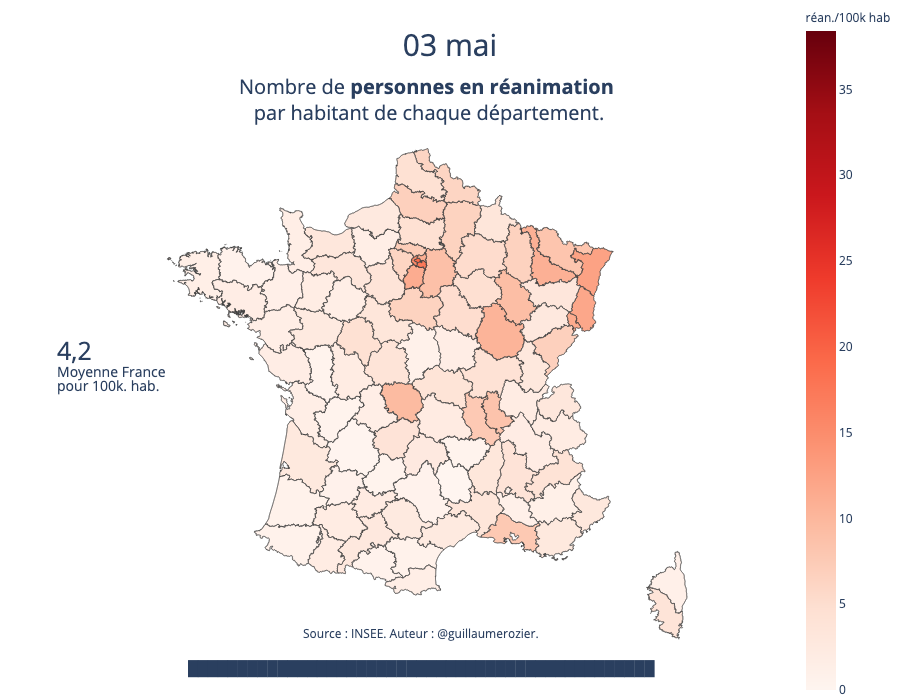 réan./100k hab
03 mai
Nombre de personnes en réanimation
par habitant de chaque département.
35
30
25
20
15
10
5
0
4,2
Moyenne France
pour 100k. hab.
Source : INSEE. Auteur : @guillaumerozier.